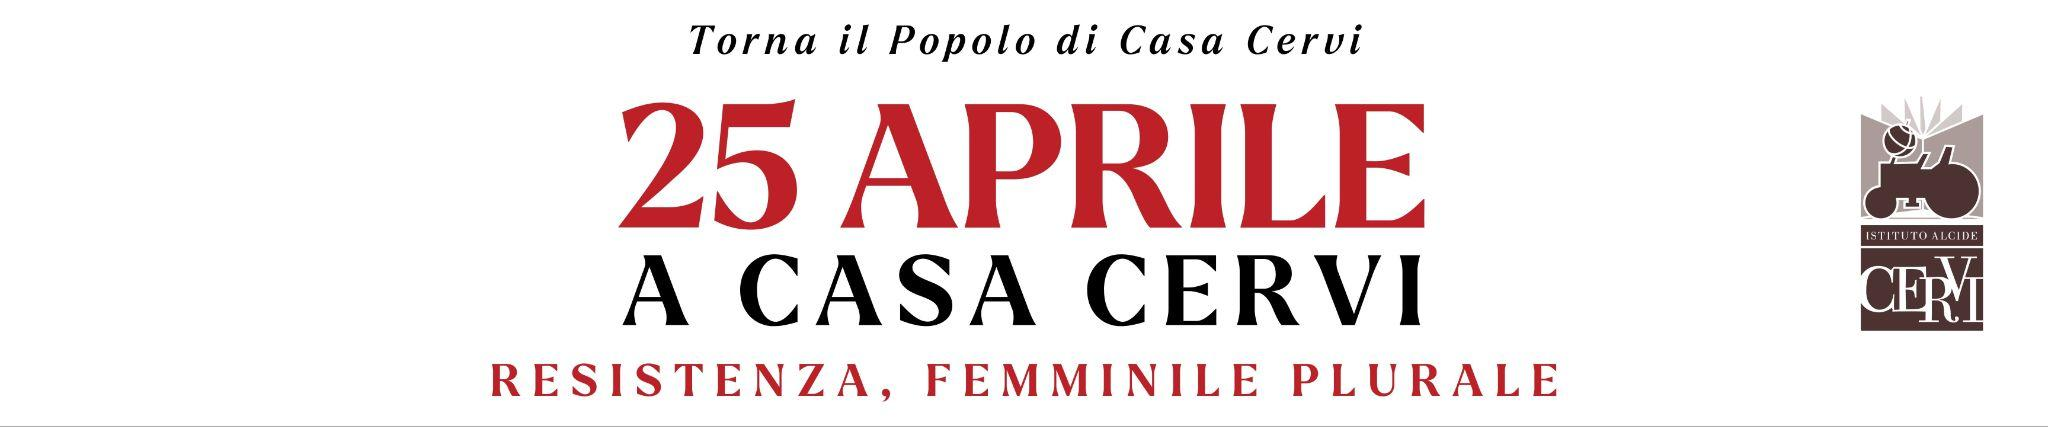 Torna il Popolo di Casa Cervi
25 APRILE
A CASA CERVI
RESISTENZA, FEMMINILE PLURALE
ISTITUTO ALCIDE
CERVI